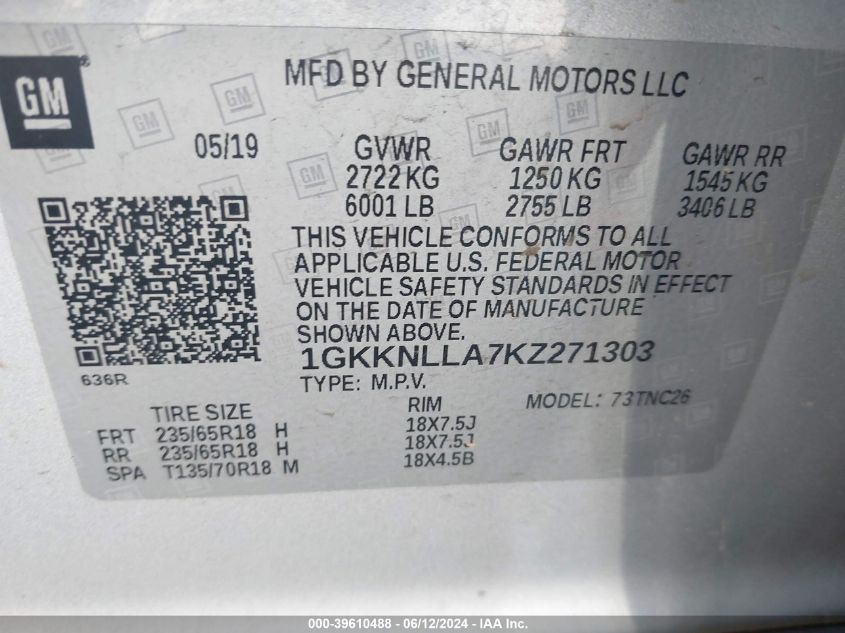 GM
MFD BY GENERAL MOTORS LLC
05/19
GVWR GAWR FRT GAWR RR
2722 KG 1250 KG 1545 KG
6001 LB 2755 LB 3406 LB
THIS VEHICLE CONFORMS TO ALL
APPLICABLE U.S. FEDERAL MOTOR
VEHICLE SAFETY STANDARDS IN EFFECT
ON THE DATE OF MANUFACTURE
SHOWN ABOVE.
1GKKNLLA7KZ271303
636R
TYPE: M.P.V. MODEL: 73TNC26
TIRE SIZE RIM
FRT 235/65R18 H 18X7.5J
RR 235/65R18 H 18X7.5J
SPA T135/70R18 M 18X4.5B
000-39610488 - 06/12/2024 - IAA Inc.